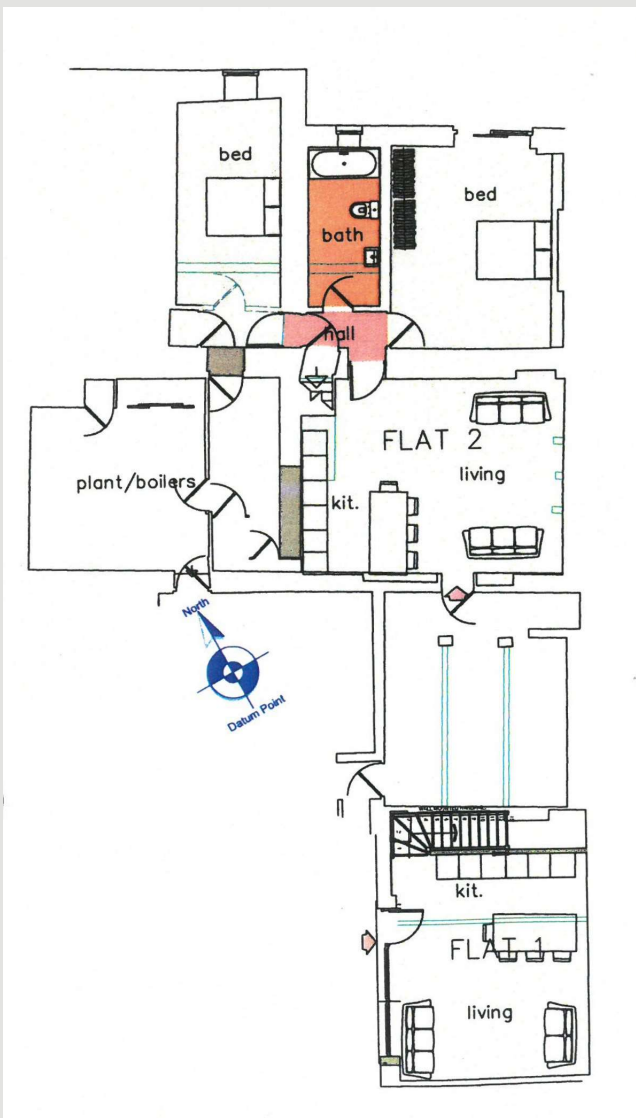 bed
bed
bath
hall
FLAT 2
living
plant/boilers
kit.
North
Datum Point
kit.
FLAT 1
living